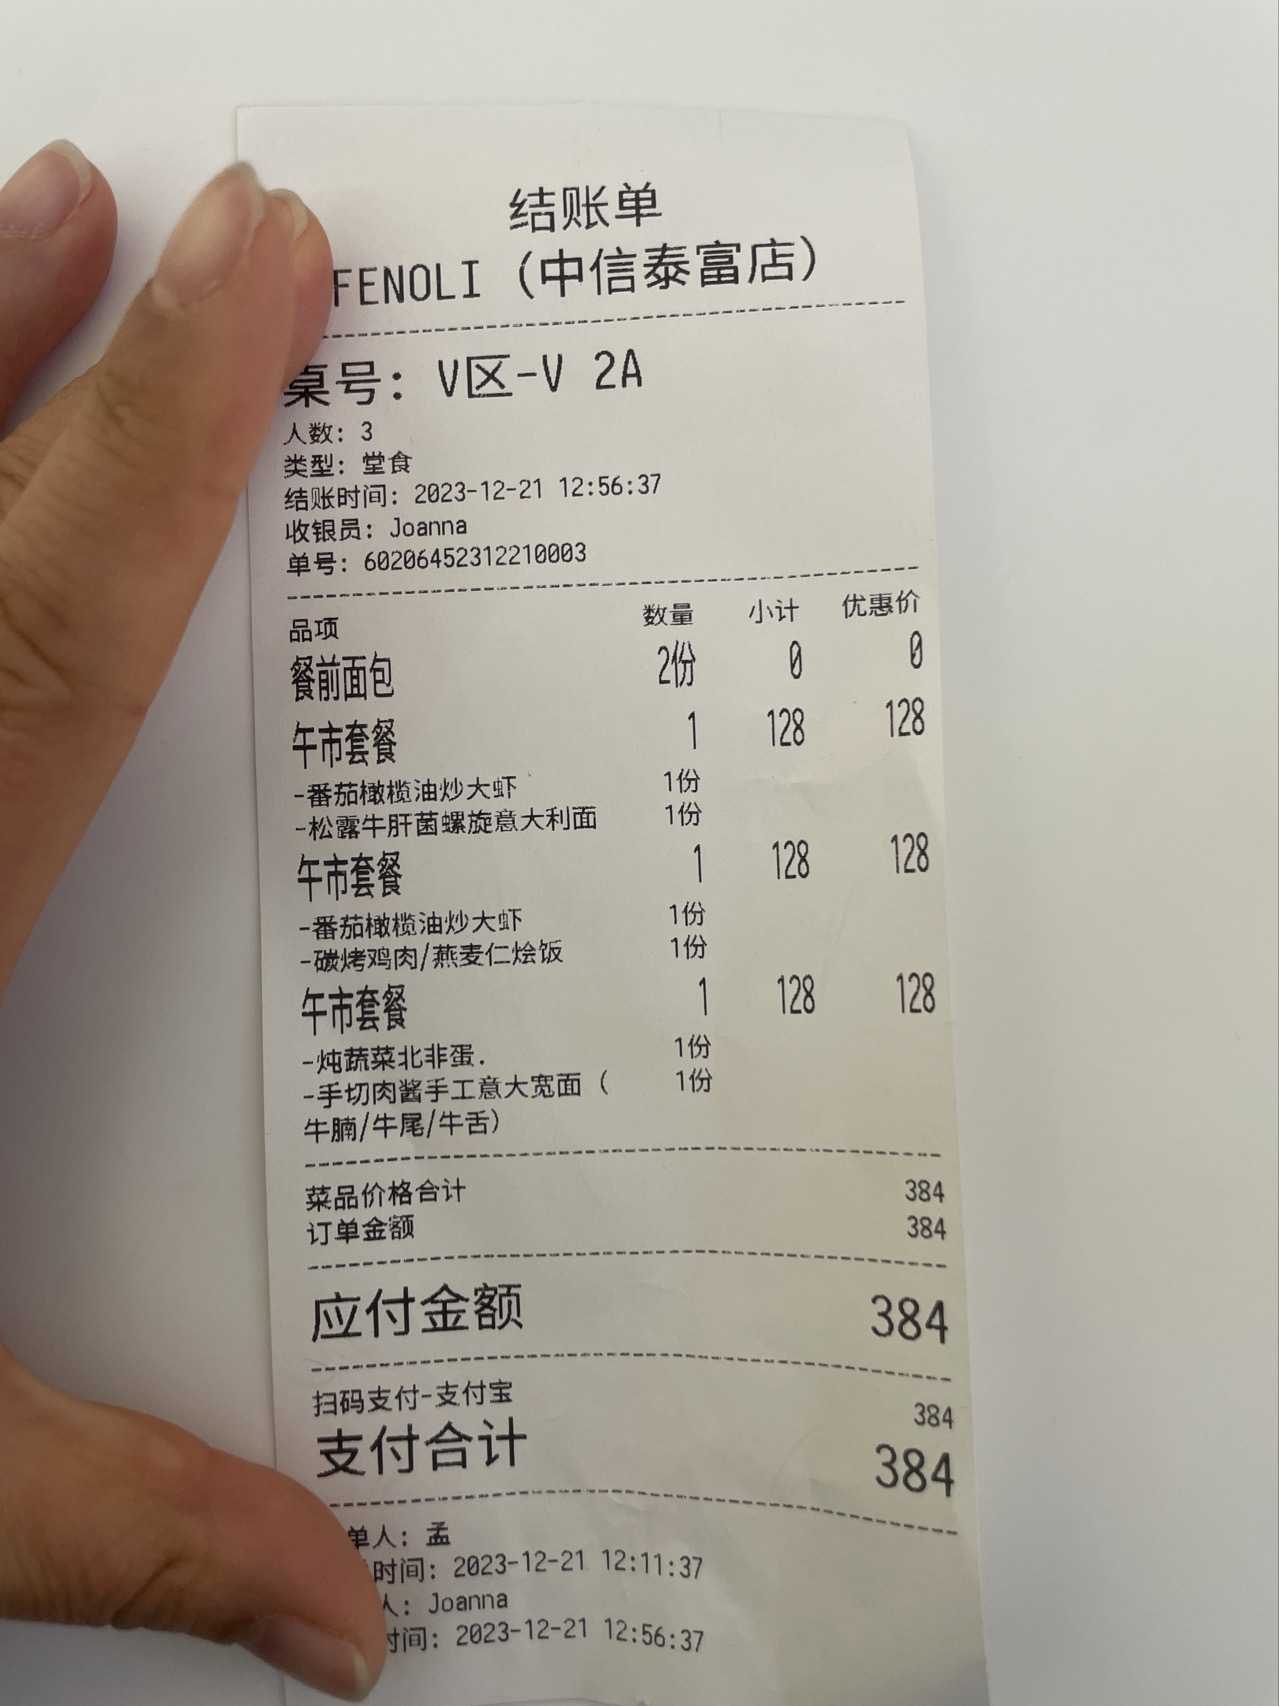 结账单
FENOLI (中信泰富店)
桌号: V区-V 2A
人数: 3
类型: 堂食
结账时间: 2023-12-21 12:56:37
收银员: Joanna
单号: 60206452312210003
品项 数量 小计 优惠价
餐前面包 2份 0 0
午市套餐 1 128 128
-番茄橄榄油炒大虾 1份
-松露牛肝菌螺旋意大利面 1份
午市套餐 1 128 128
-番茄橄榄油炒大虾 1份
-碳烤鸡肉/燕麦仁烩饭 1份
午市套餐 1 128 128
-炖蔬菜北非蛋. 1份
-手切肉酱手工意大宽面 ( 1份
牛腩/牛尾/牛舌)
菜品价格合计 384
订单金额 384
应付金额 384
扫码支付-支付宝 384
支付合计 384
单人: 孟
时间: 2023-12-21 12:11:37
人: Joanna
时间: 2023-12-21 12:56:37